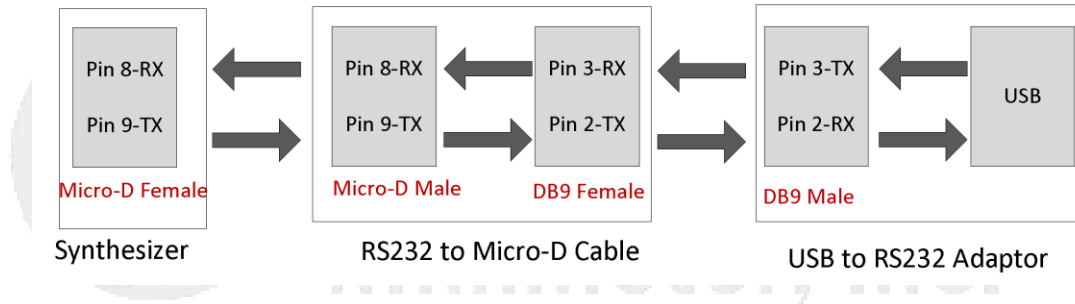 Pin 8-RX
Pin 9-TX
Micro-D Female
Synthesizer
Pin 8-RX
Pin 9-TX
Micro-D Male
Pin 3-RX
Pin 2-TX
DB9 Female
RS232 to Micro-D Cable
Pin 3-TX
Pin 2-RX
DB9 Male
USB
USB to RS232 Adaptor